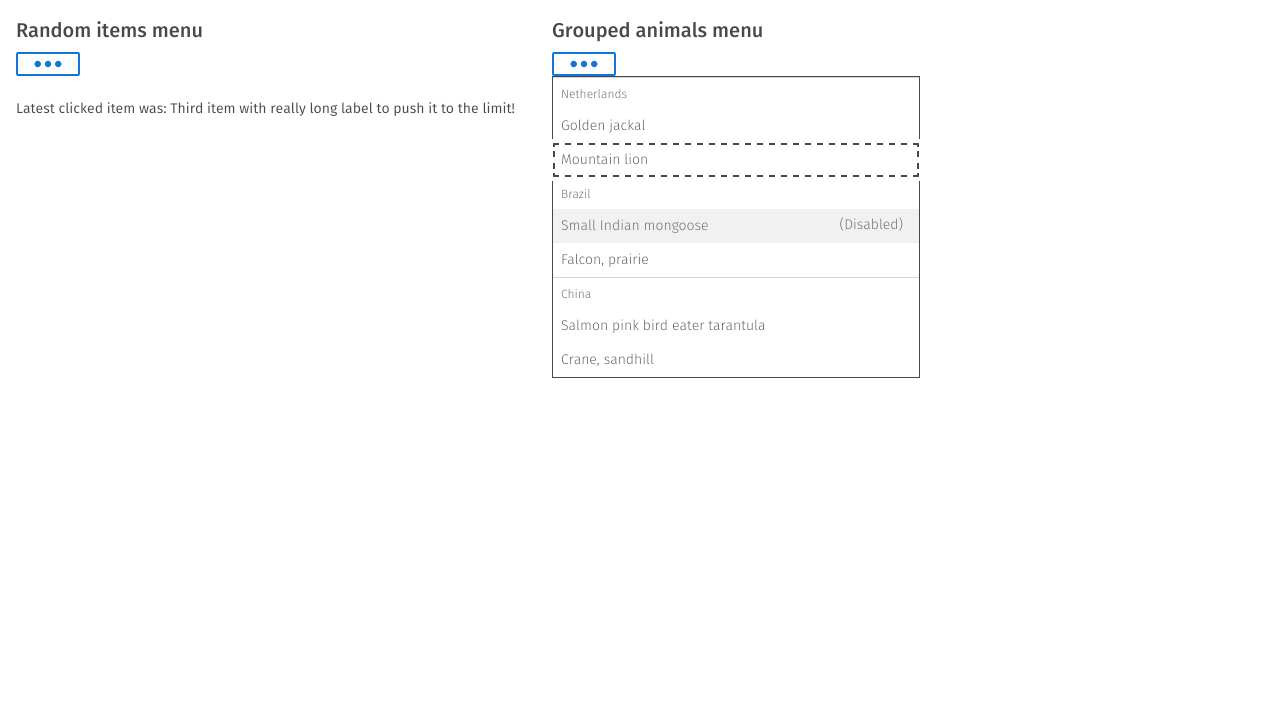 Random items menu
Latest clicked item was: Third item with really long label to push it to the limit!
Grouped animals menu
Netherlands
Golden jackal
Mountain lion
Brazil
Small Indian mongoose (Disabled)
Falcon, prairie
China
Salmon pink bird eater tarantula
Crane, sandhill